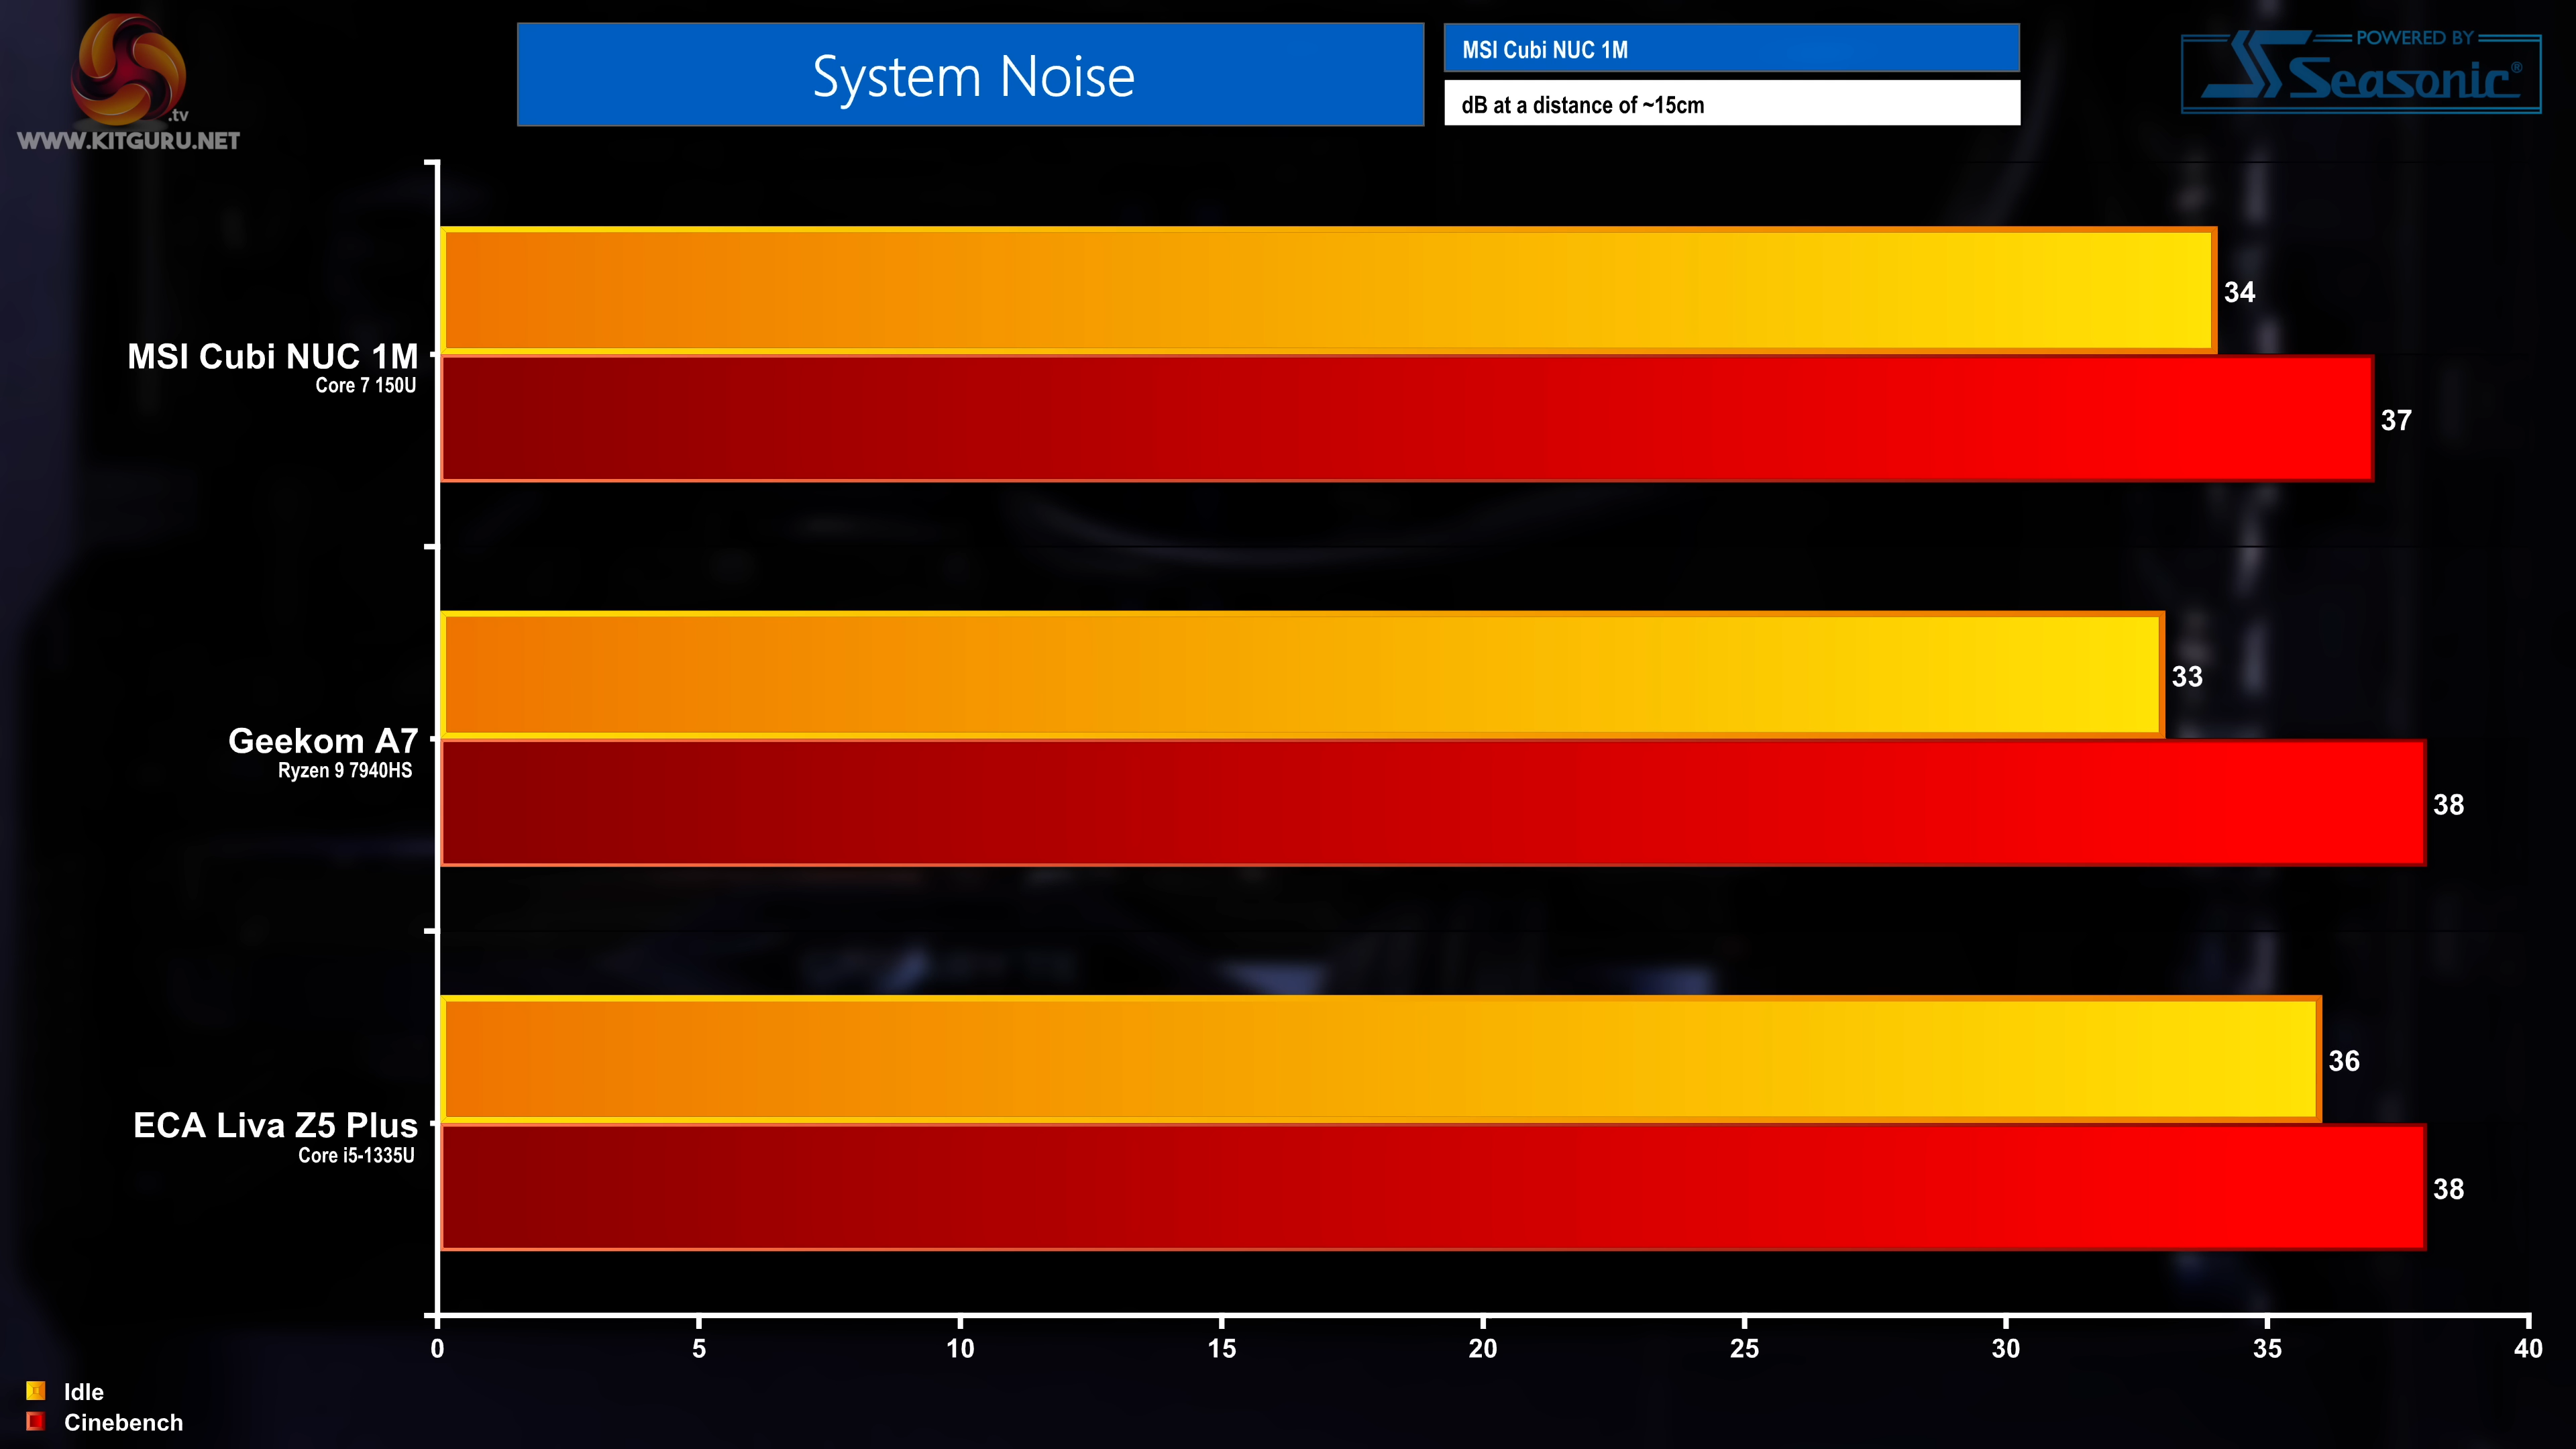 .tv
WWW.KITGURU.NET
System Noise
MSI Cubi NUC 1M
dB at a distance of ~15cm
POWERED BY
Seasonic®
34
MSI Cubi NUC 1M
Core 7 150U
37
33
Geekom A7
Ryzen 9 7940HS
38
36
ECA Liva Z5 Plus
Core i5-1335U
38
0 5 10 15 20 25 30 35 40
Idle
Cinebench